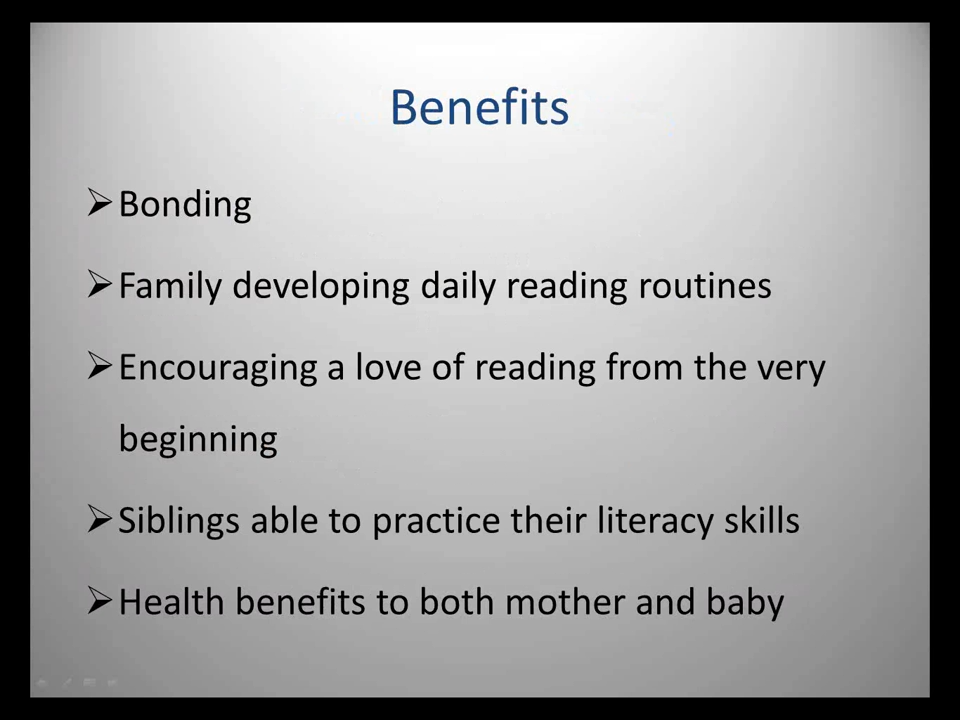 Benefits
➢Bonding
➢Family developing daily reading routines
➢Encouraging a love of reading from the very
beginning
➢Siblings able to practice their literacy skills
➢Health benefits to both mother and baby